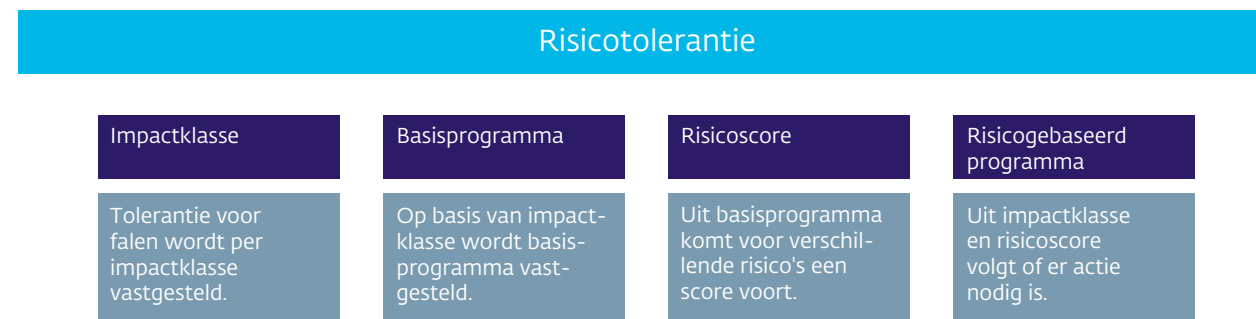 Risicotolerantie
Impactklasse
Tolerantie voor
falen wordt per
impactklasse
vastgesteld.
Basisprogramma
Op basis van impact-
klasse wordt basis-
programma vast-
gesteld.
Risicoscore
Uit basisprogramma
komt voor verschil-
lende risico's een
score voort.
Risicogebaseerd
programma
Uit impactklasse
en risicoscore
volgt of er actie
nodig is.